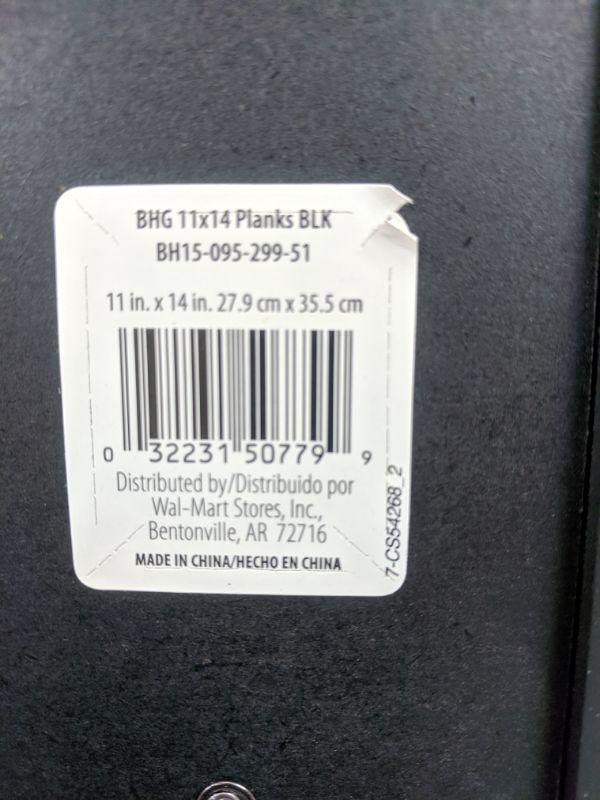 BHG 11x14 Planks BLK
BH15-095-299-51
11 in. x 14 in. 27.9 cm x 35.5 cm
0 32231 50779 9
Distributed by/Distribuido por
Wal-Mart Stores, Inc.,
Bentonville, AR 72716
MADE IN CHINA/HECHO EN CHINA
7-CS54268_2